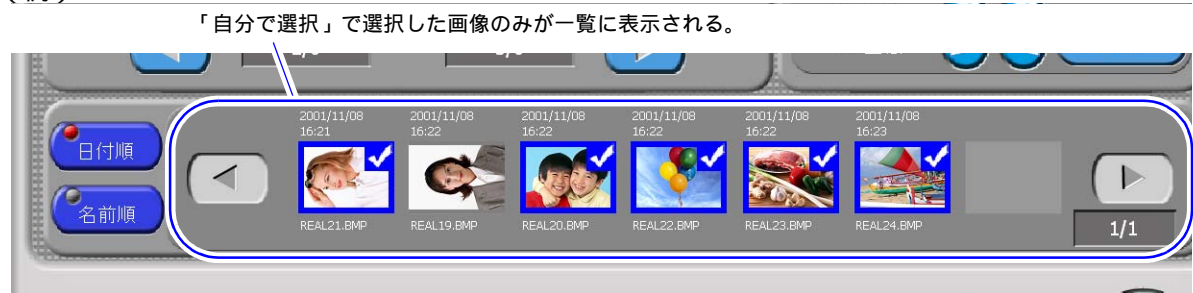 「自分で選択」で選択した画像のみが一覧に表示される。
日付順
名前順
2001/11/08 16:21
2001/11/08 16:22
2001/11/08 16:22
2001/11/08 16:22
2001/11/08 16:22
2001/11/08 16:23
REAL21.BMP
REAL19.BMP
REAL20.BMP
REAL22.BMP
REAL23.BMP
REAL24.BMP
1/1